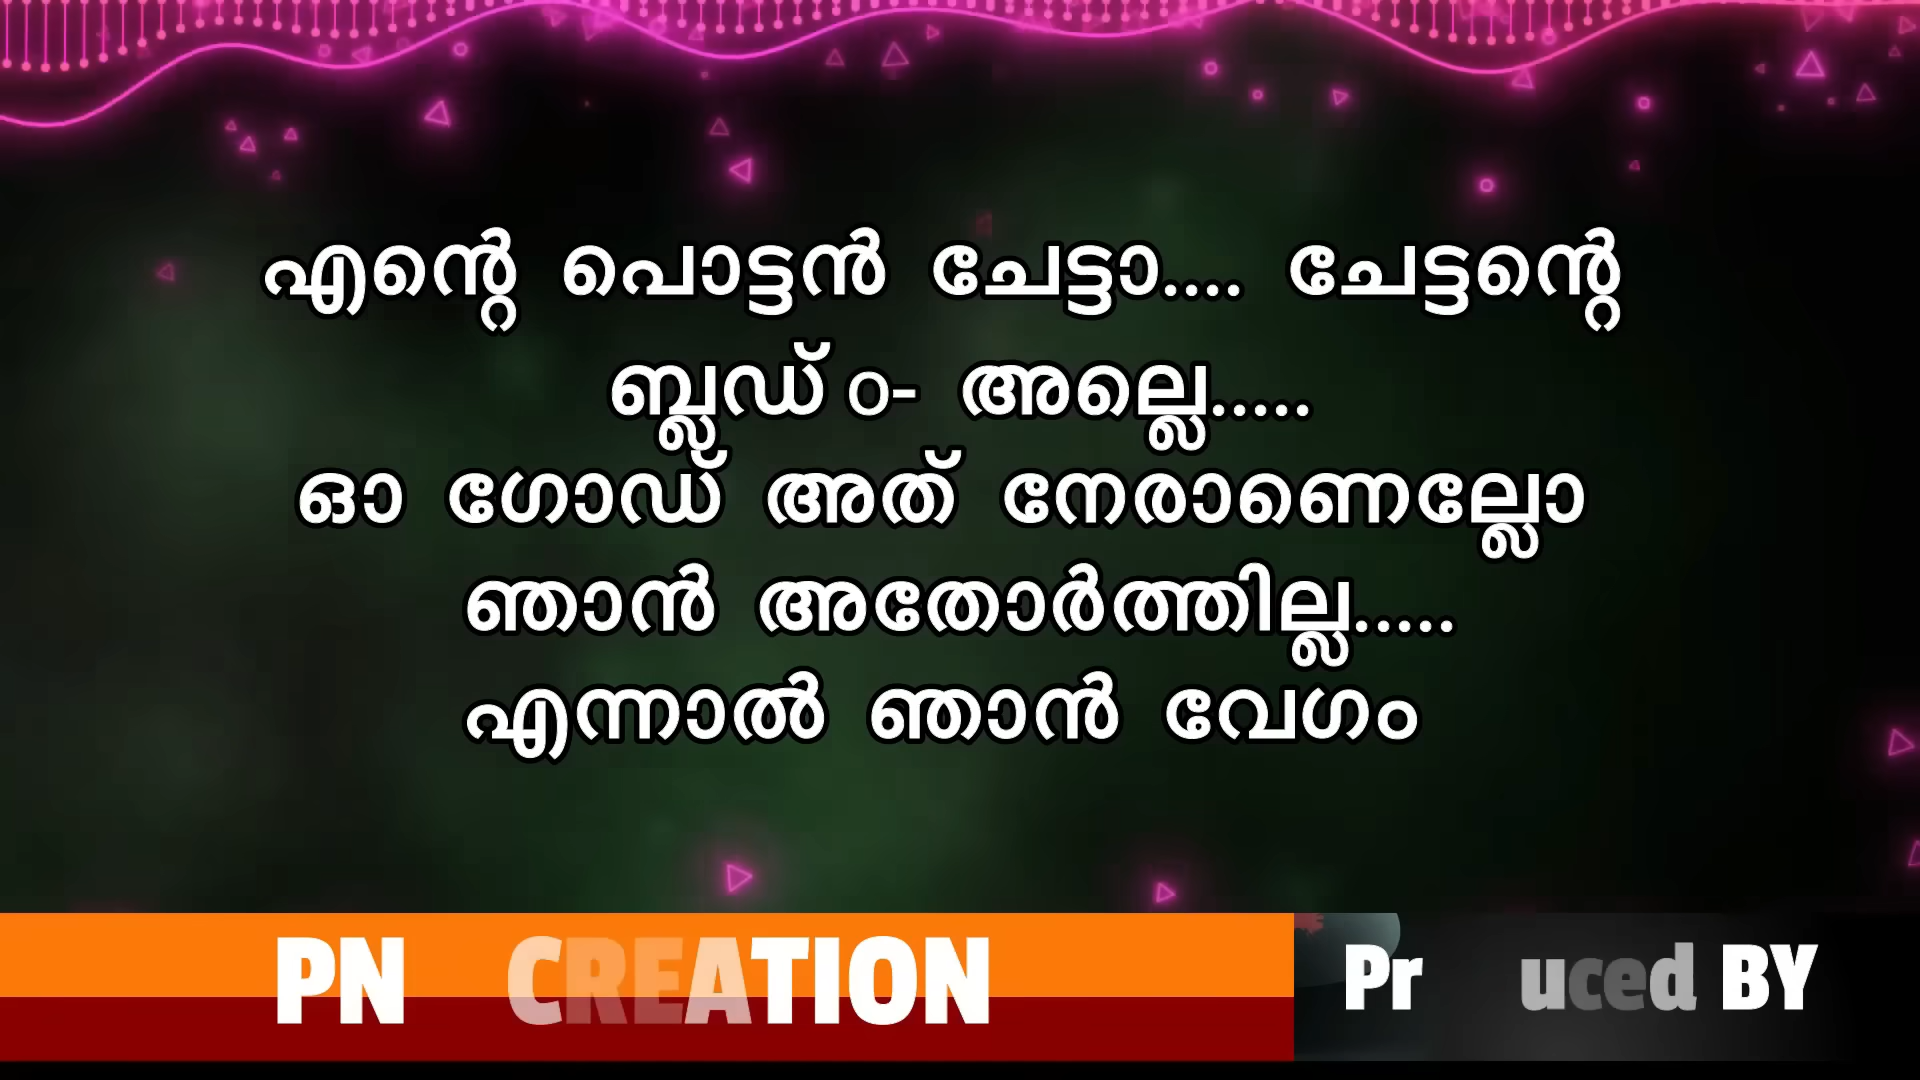 എന്റെ പൊട്ടൻ ചേട്ടാ.... ചേട്ടന്റെ
ബ്ലഡ് o- അല്ലെ.....
ഓ ഗോഡ് അത് നേരാണെല്ലോ
ഞാൻ അതോർത്തില്ല.....
എന്നാൽ ഞാൻ വേഗം
PN CREATION
Pr uced BY